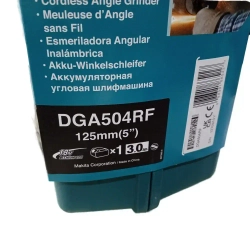 Cordless Angle Grinder
• Meuleuse d'Angle
sans Fil
• Esmeriladora Angular
Inalámbrica
• Akku-Winkelschleifer
• Аккумуляторная
угловая шлифмашина
DGA504RF
125mm(5")
x1 3.0
Makita Corporation